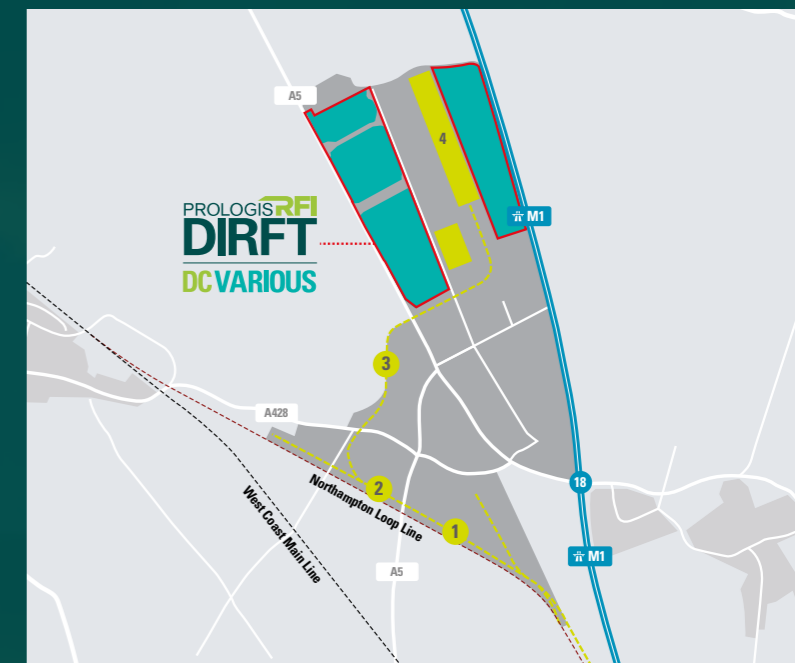 A5
4
PROLOGIS RFI
DIRFT
DC VARIOUS
M1
3
A428
2
Northampton Loop Line
West Coast Main Line
1
18
M1
A5